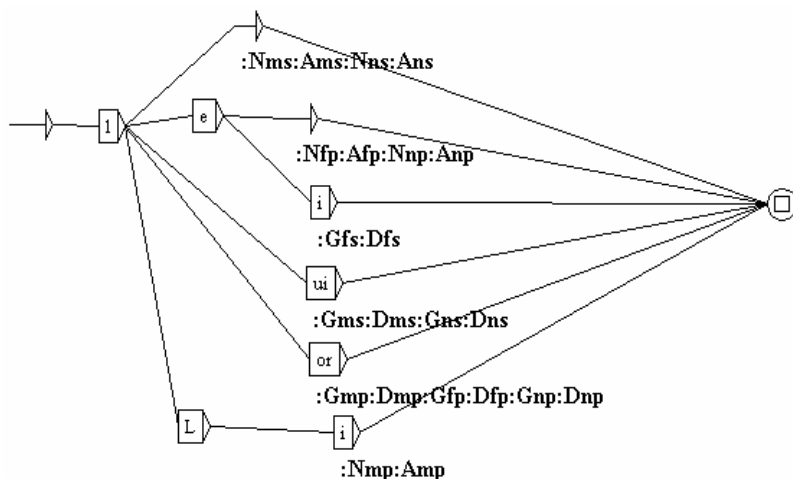 :Nms:Ams:Nns:Ans
l
e
:Nfp:Afp:Nnp:Anp
i
:Gfs:Dfs
ui
:Gms:Dms:Gns:Dns
or
:Gmp:Dmp:Gfp:Dfp:Gnp:Dnp
L
i
:Nmp:Amp